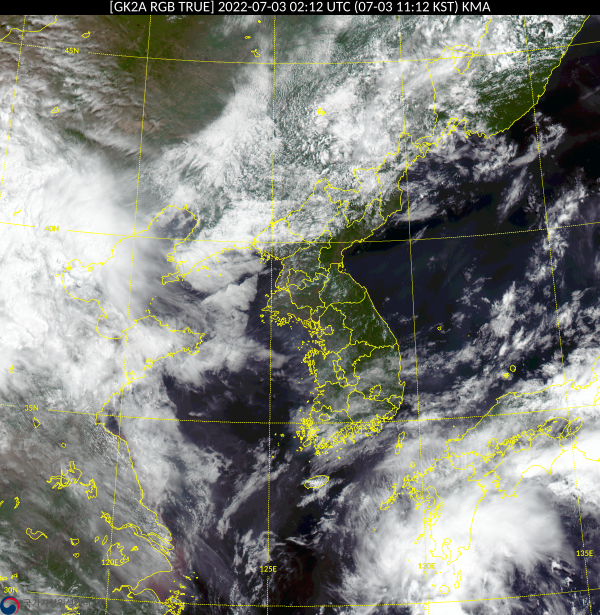 [GK2A RGB TRUE] 2022-07-03 02:12 UTC (07-03 11:12 KST) KMA
45N
40N
35N
135E
120E
125E
130E
30N